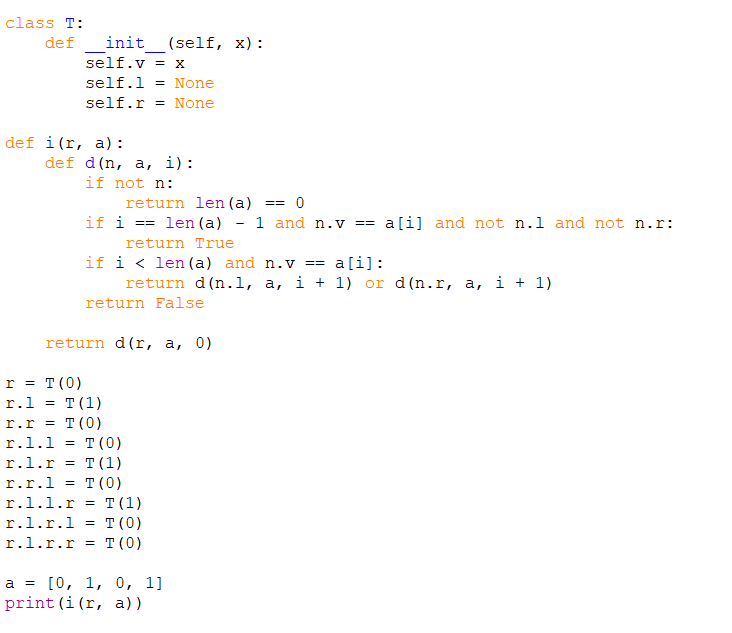 class T:
    def __init__(self, x):
        self.v = x
        self.l = None
        self.r = None

def i(r, a):
    def d(n, a, i):
        if not n:
            return len(a) == 0
        if i == len(a) - 1 and n.v == a[i] and not n.l and not n.r:
            return True
        if i < len(a) and n.v == a[i]:
            return d(n.l, a, i + 1) or d(n.r, a, i + 1)
        return False

    return d(r, a, 0)

r = T(0)
r.l = T(1)
r.r = T(0)
r.l.l = T(0)
r.l.r = T(1)
r.r.l = T(0)
r.l.l.r = T(1)
r.l.r.l = T(0)
r.l.r.r = T(0)

a = [0, 1, 0, 1]
print(i(r, a))